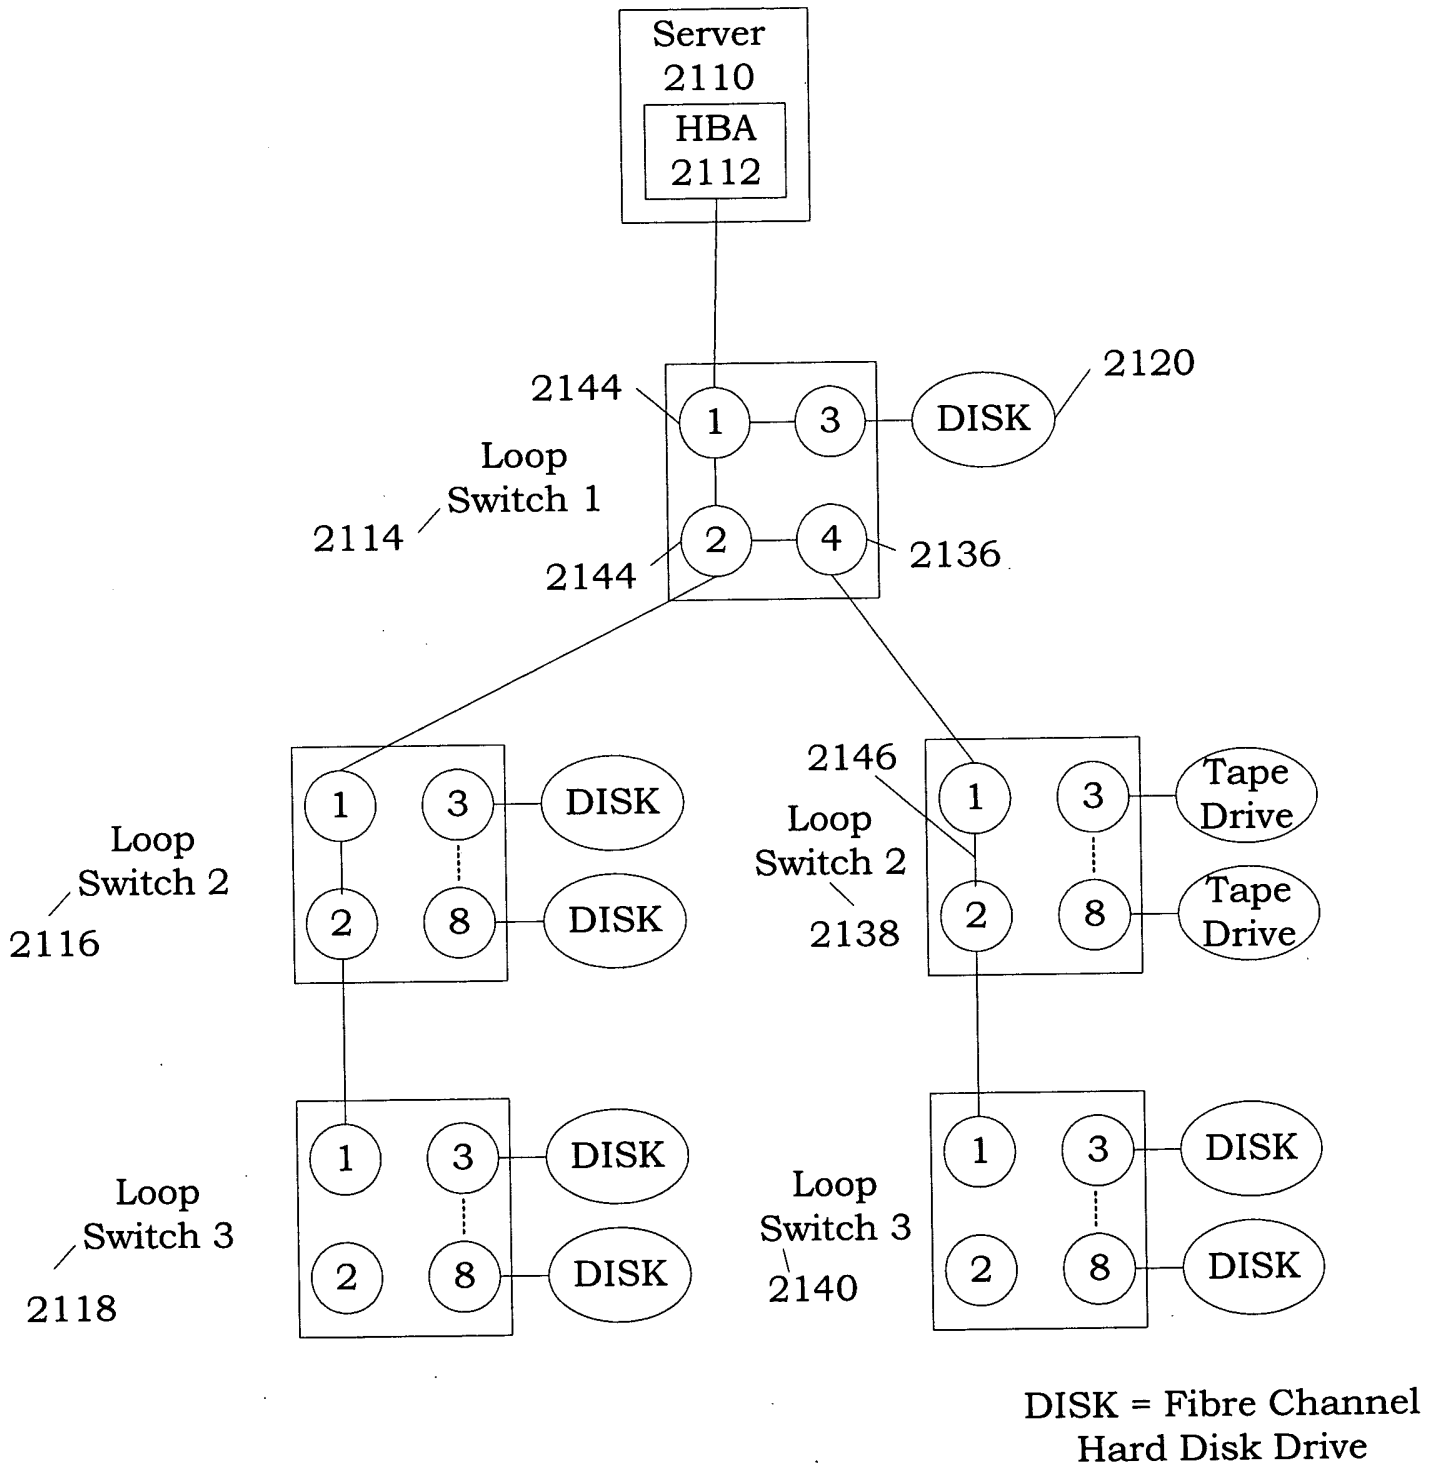 Server
2110
HBA
2112
2144
1
3
DISK
2120
Loop
Switch 1
2114
2144
2
4
2136
1
3
DISK
Loop
Switch 2
2116
2
8
DISK
2146
Loop
Switch 2
2138
1
3
Tape
Drive
2
8
Tape
Drive
1
3
DISK
Loop
Switch 3
2118
2
8
DISK
Loop
Switch 3
2140
1
3
DISK
2
8
DISK
DISK = Fibre Channel
Hard Disk Drive